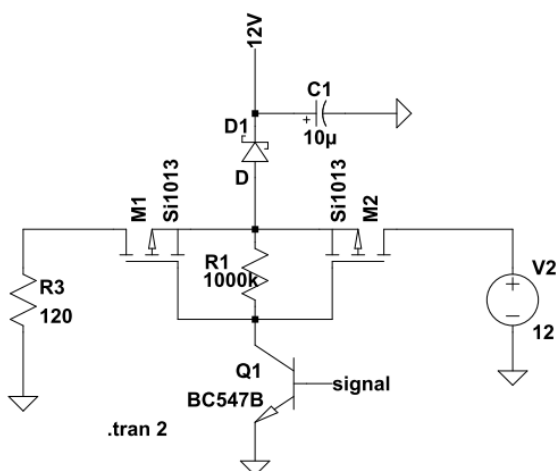 12V
C1
10µ
D1
D
M1
Si1013
Si1013
M2
R1
1000k
R3
120
V2
12
Q1
BC547B
signal
.tran 2